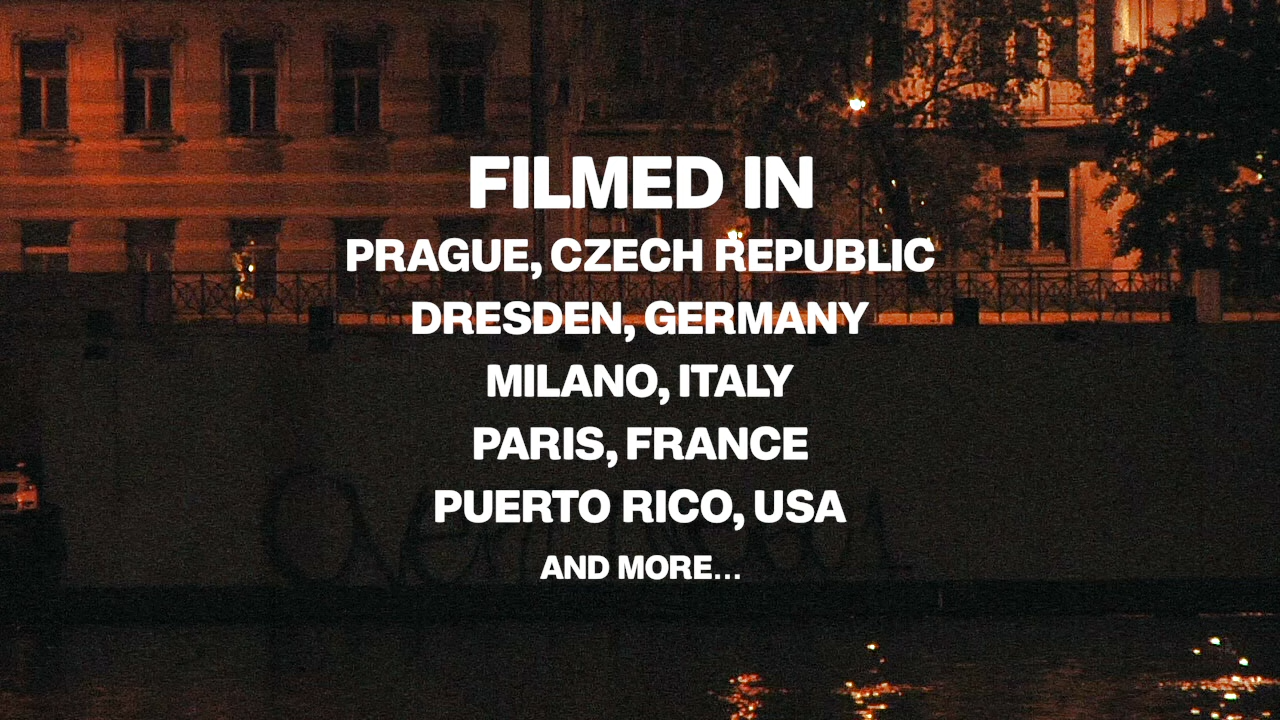 FILMED IN
PRAGUE, CZECH REPUBLIC
DRESDEN, GERMANY
MILANO, ITALY
PARIS, FRANCE
PUERTO RICO, USA
AND MORE...